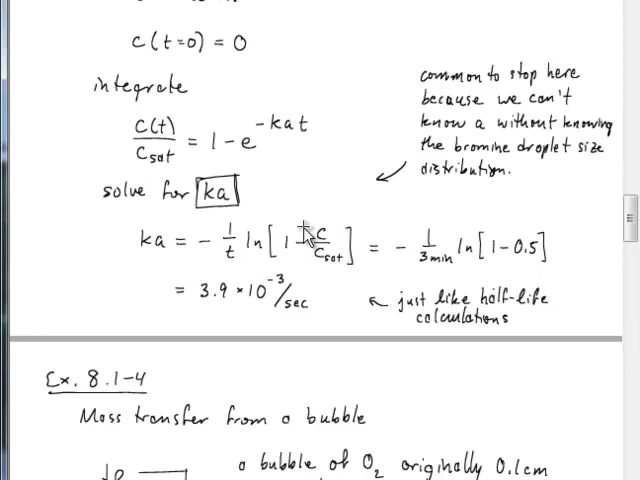 c(t=0) = 0
integrate
c(t)/c_sat = 1 - e^{-kat}
solve for ka
common to stop here
because we can't
know a without knowing
the bromine droplet size
distribution.
ka = - 1/t ln[1 - c/c_sat] = - 1/3min ln[1-0.5]
= 3.9 * 10^{-3}/sec
just like half-life
calculations
Ex. 8.1-4
Mass transfer from a bubble
a bubble of O₂ originally 0.1cm